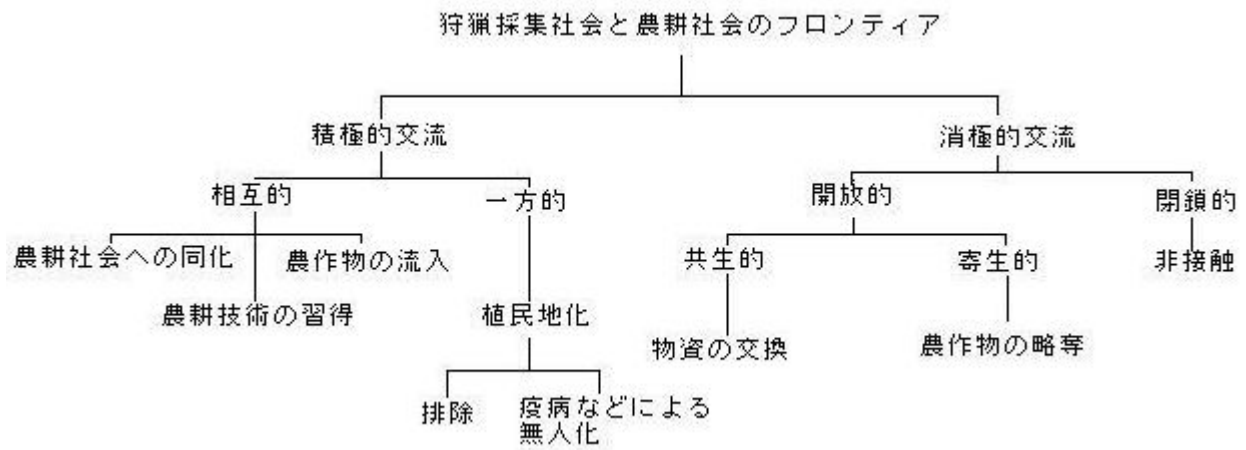 狩猟採集社会と農耕社会のフロンティア
積極的交流
消極的交流
相互的
一方的
開放的
閉鎖的
農耕社会への同化
農作物の流入
共生的
寄生的
非接触
農耕技術の習得
植民地化
物資の交換
農作物の略奪
排除
疫病などによる
無人化